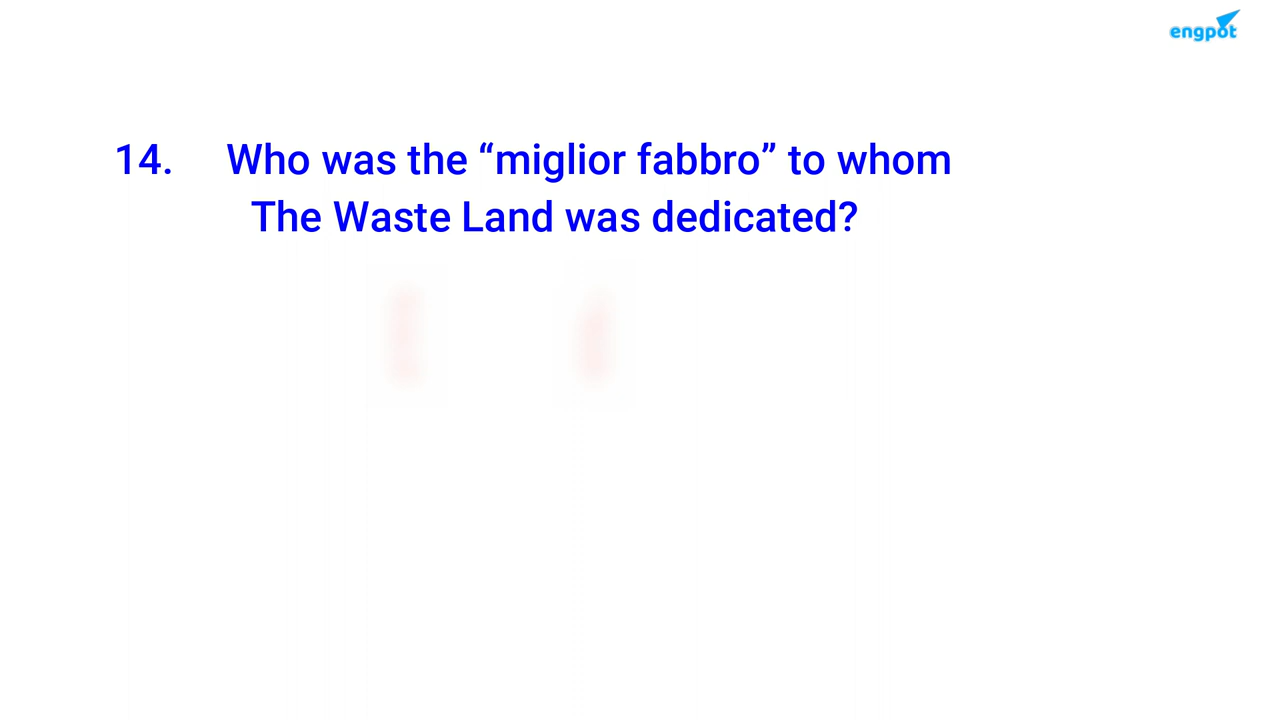 engpot
14. Who was the “miglior fabbro” to whom
The Waste Land was dedicated?